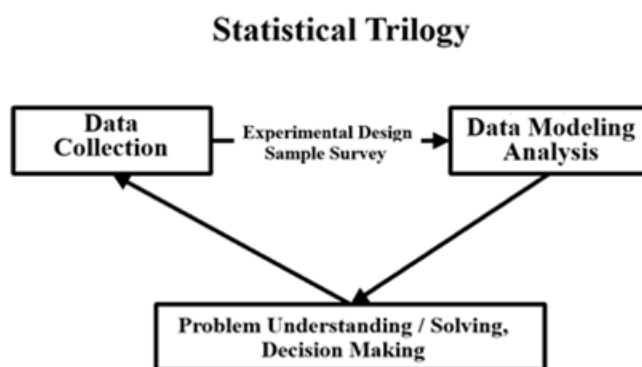 Statistical Trilogy
Data
Collection
Experimental Design
Sample Survey
Data Modeling
Analysis
Problem Understanding / Solving,
Decision Making